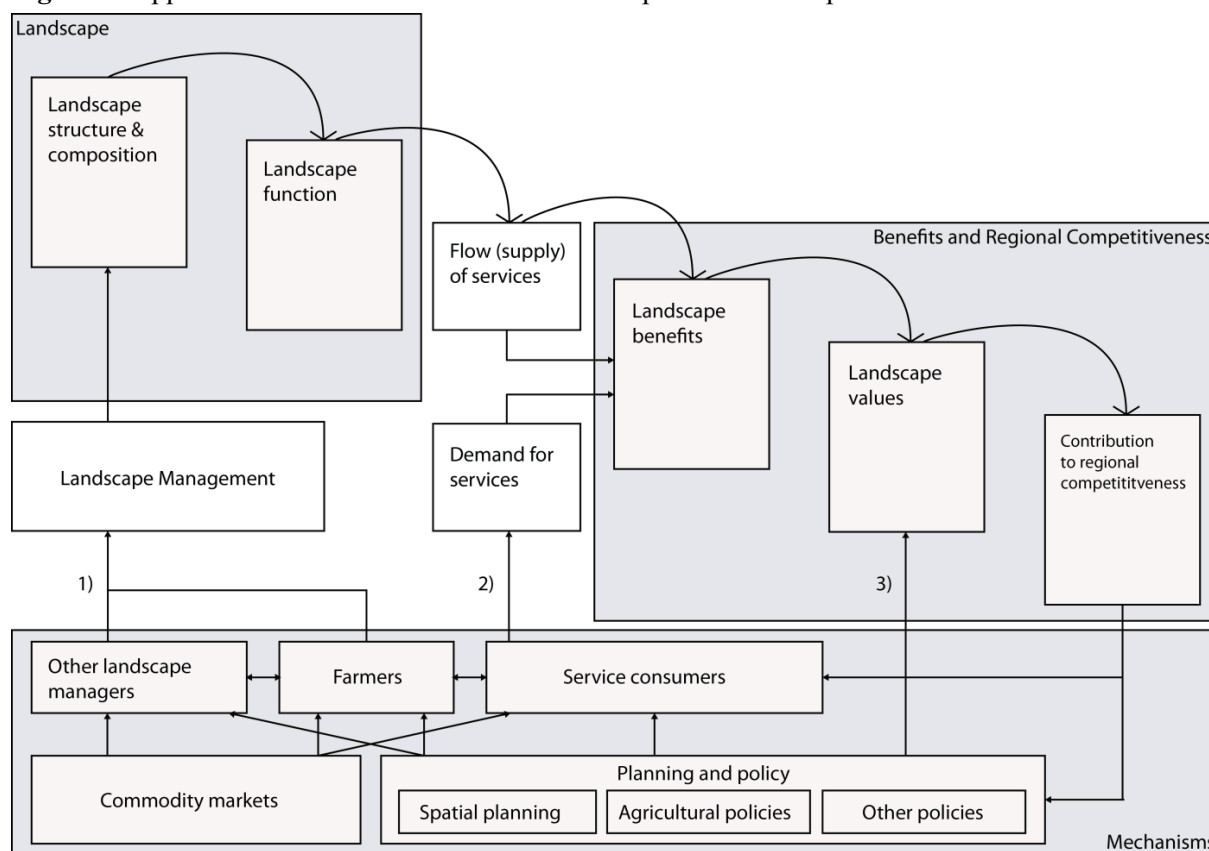 Landscape
Landscape
structure &
composition
Landscape
function
Flow (supply)
of services
Benefits and Regional Competitiveness
Landscape
benefits
Landscape
values
Contribution
to regional
competititveness
Landscape Management
Demand for
services
1)
2)
3)
Other landscape
managers
Farmers
Service consumers
Commodity markets
Planning and policy
Spatial planning
Agricultural policies
Other policies
Mechanisms